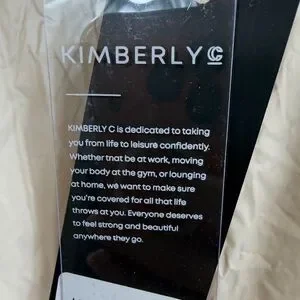 KIMBERLY C
KIMBERLY C is dedicated to taking
you from life to leisure confidently.
Whether that be at work, moving
your body at the gym, or lounging
at home, we want to make sure
you're covered for all that life
throws at you. Everyone deserves
to feel strong and beautiful
anywhere they go.